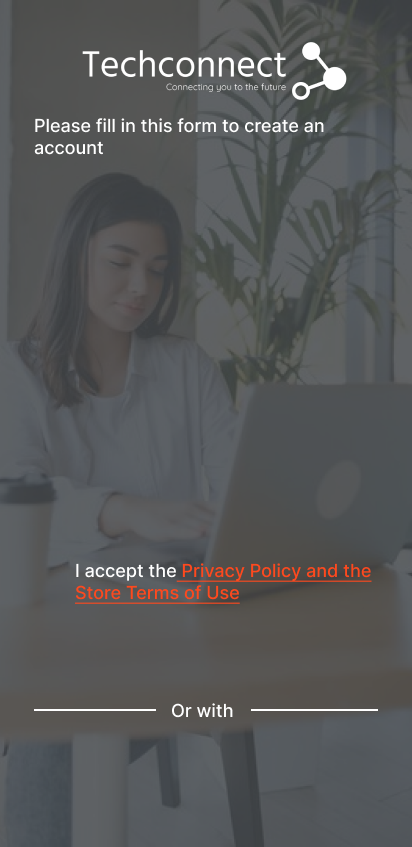 Techconnect
Connecting you to the future
Please fill in this form to create an
account
I accept the Privacy Policy and the
Store Terms of Use
Or with